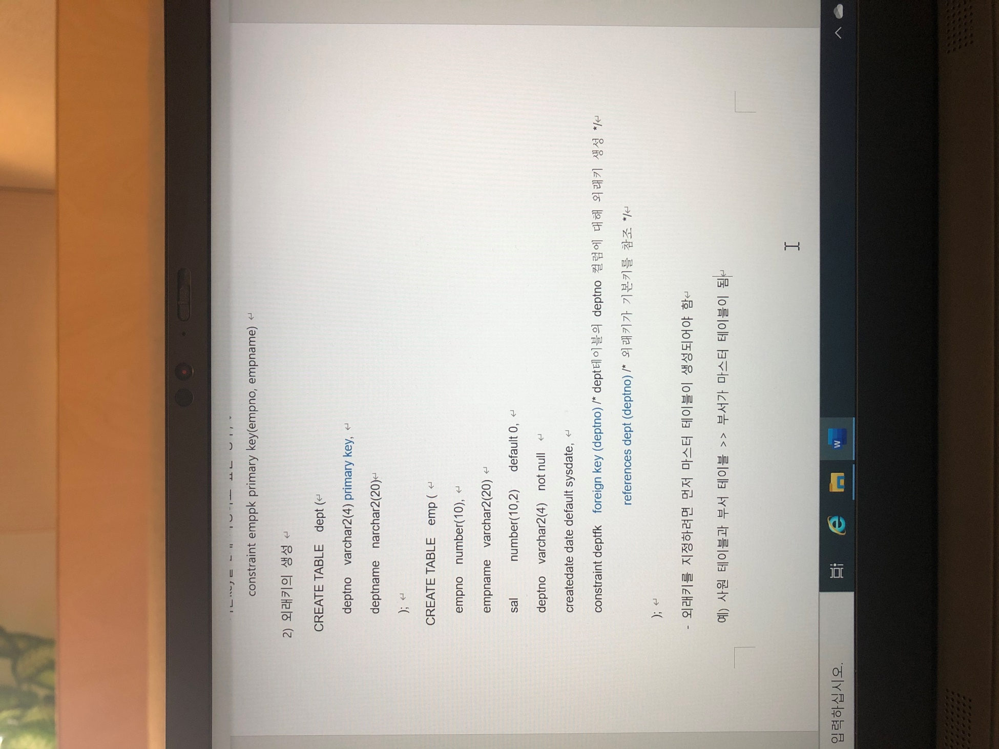 constraint emppk primary key(empno, empname) ↵
2) 외래키의 생성 ↵
CREATE TABLE dept (↵
deptno varchar2(4) primary key, ↵
deptname narchar2(20)↵
); ↵
CREATE TABLE emp ( ↵
empno number(10), ↵
empname varchar2(20) ↵
sal number(10,2) default 0, ↵
deptno varchar2(4) not null ↵
createdate date default sysdate, ↵
constraint deptfk foreign key (deptno) /* dept테이블의 deptno 컬럼에 대해 외래키 생성 */↵
references dept (deptno) /* 외래키가 기본키를 참조 */↵
); ↵
- 외래키를 지정하려면 먼저 마스터 테이블이 생성되어야 함↵
예) 사원 테이블과 부서 테이블 >> 부서가 마스터 테이블이 됨↵
입력하십시오.
W